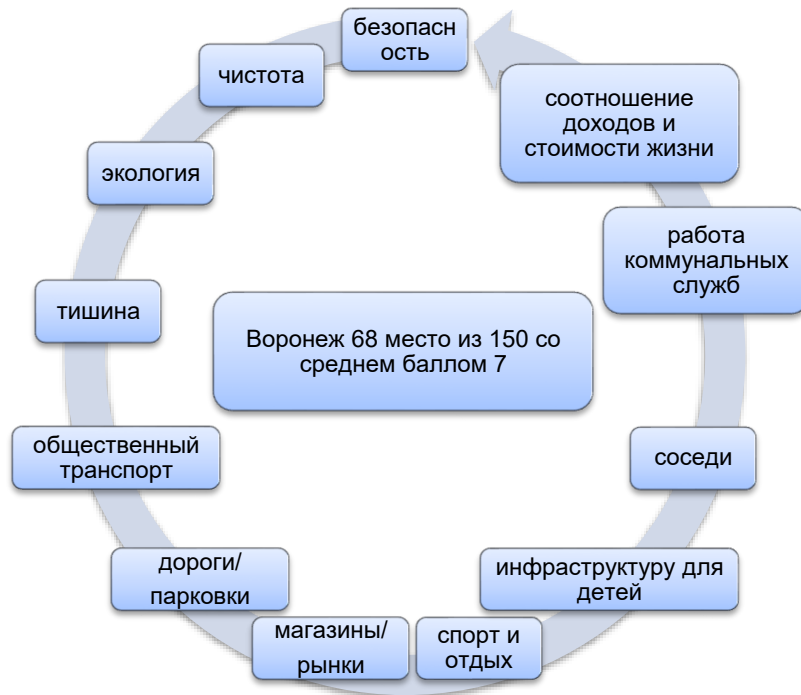 безопасн
ость
чистота
соотношение
доходов и
стоимости жизни
экология
работа
коммунальных
служб
тишина
Воронеж 68 место из 150 со
среднем баллом 7
общественный
транспорт
соседи
дороги/
парковки
инфраструктуру для
детей
магазины/
рынки
спорт и
отдых